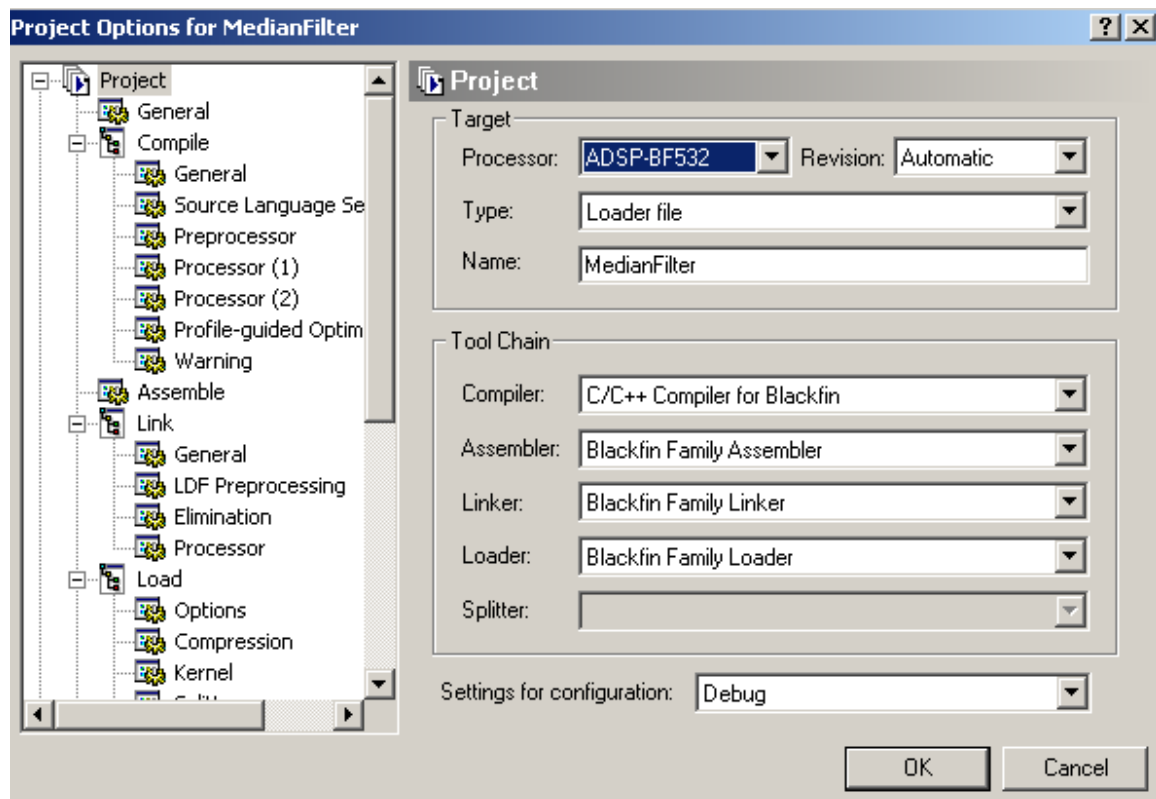 Project Options for MedianFilter
Project
General
Compile
General
Source Language Se
Preprocessor
Processor (1)
Processor (2)
Profile-guided Optim
Warning
Assemble
Link
General
LDF Preprocessing
Elimination
Processor
Load
Options
Compression
Kernel
Project
Target
Processor: ADSP-BF532 Revision: Automatic
Type: Loader file
Name: MedianFilter
Tool Chain
Compiler: C/C++ Compiler for Blackfin
Assembler: Blackfin Family Assembler
Linker: Blackfin Family Linker
Loader: Blackfin Family Loader
Splitter:
Settings for configuration: Debug
OK Cancel